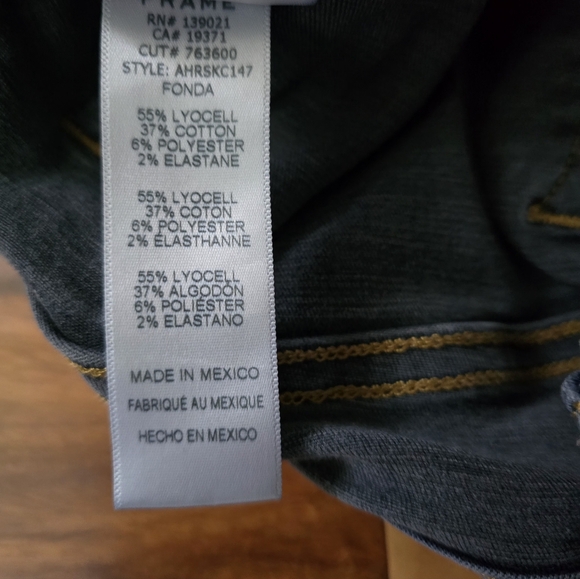 FRAME
RN# 139021
CA# 19371
CUT# 763600
STYLE: AHRSKC147
FONDA
55% LYOCELL
37% COTTON
6% POLYESTER
2% ELASTANE
55% LYOCELL
37% COTON
6% POLYESTER
2% ÉLASTHANNE
55% LYOCELL
37% ALGODÓN
6% POLIÉSTER
2% ELASTANO
MADE IN MEXICO
FABRIQUÉ AU MEXIQUE
HECHO EN MEXICO